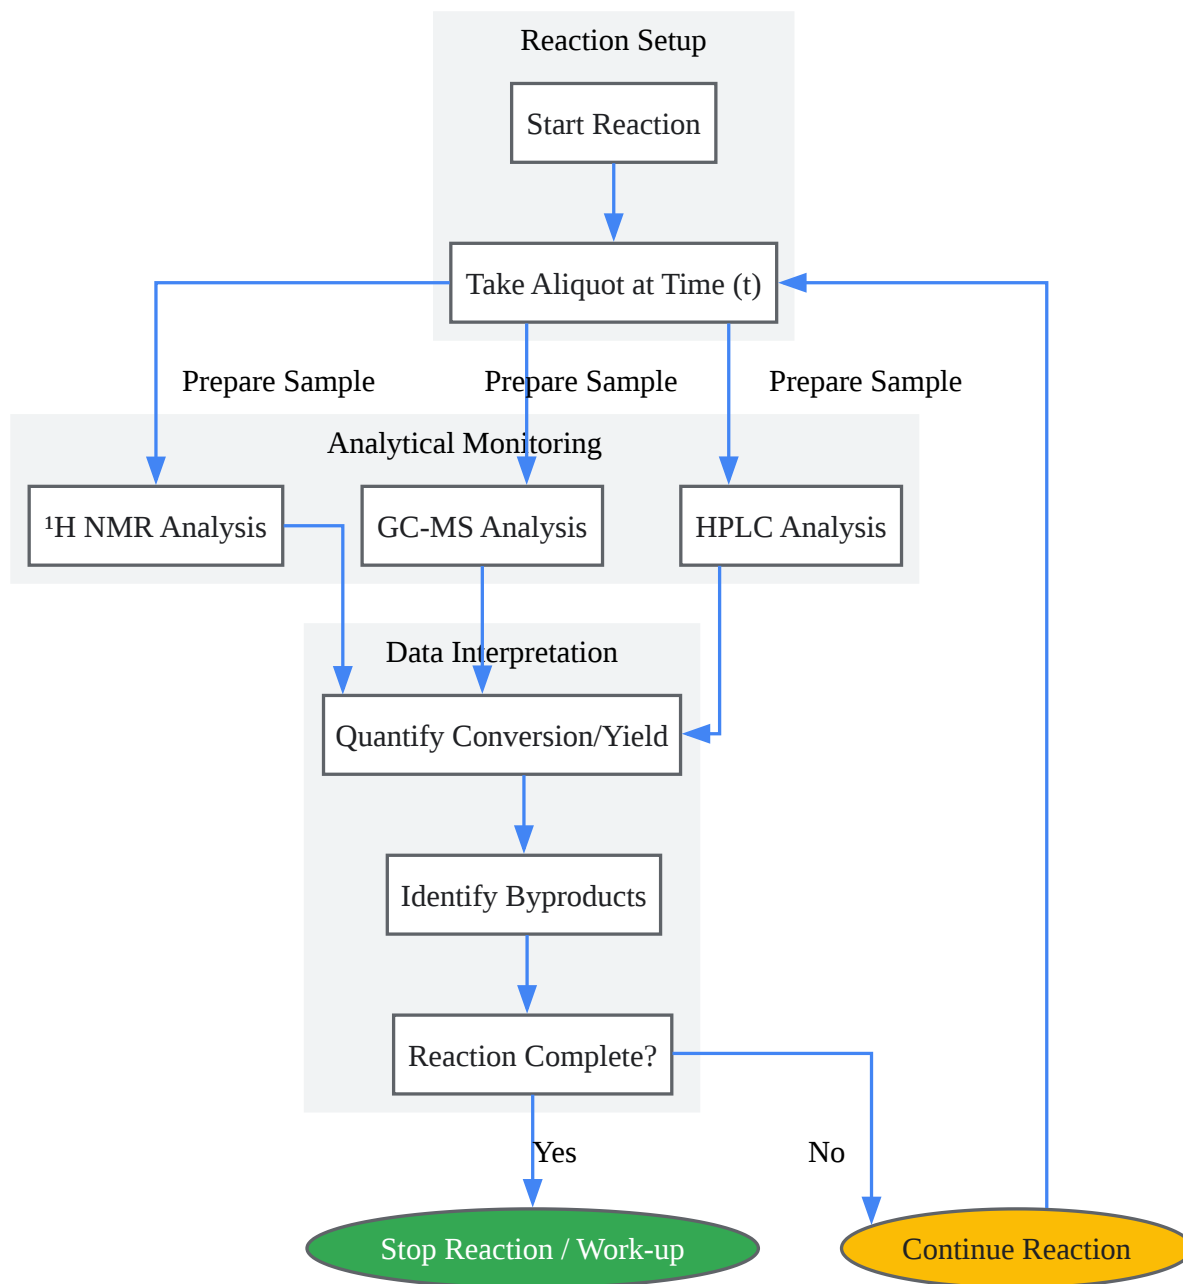 Reaction Setup
Start Reaction
Take Aliquot at Time (t)
Prepare Sample
Prepare Sample
Prepare Sample
Analytical Monitoring
¹H NMR Analysis
GC-MS Analysis
HPLC Analysis
Data Interpretation
Quantify Conversion/Yield
Identify Byproducts
Reaction Complete?
Yes
No
Stop Reaction / Work-up
Continue Reaction